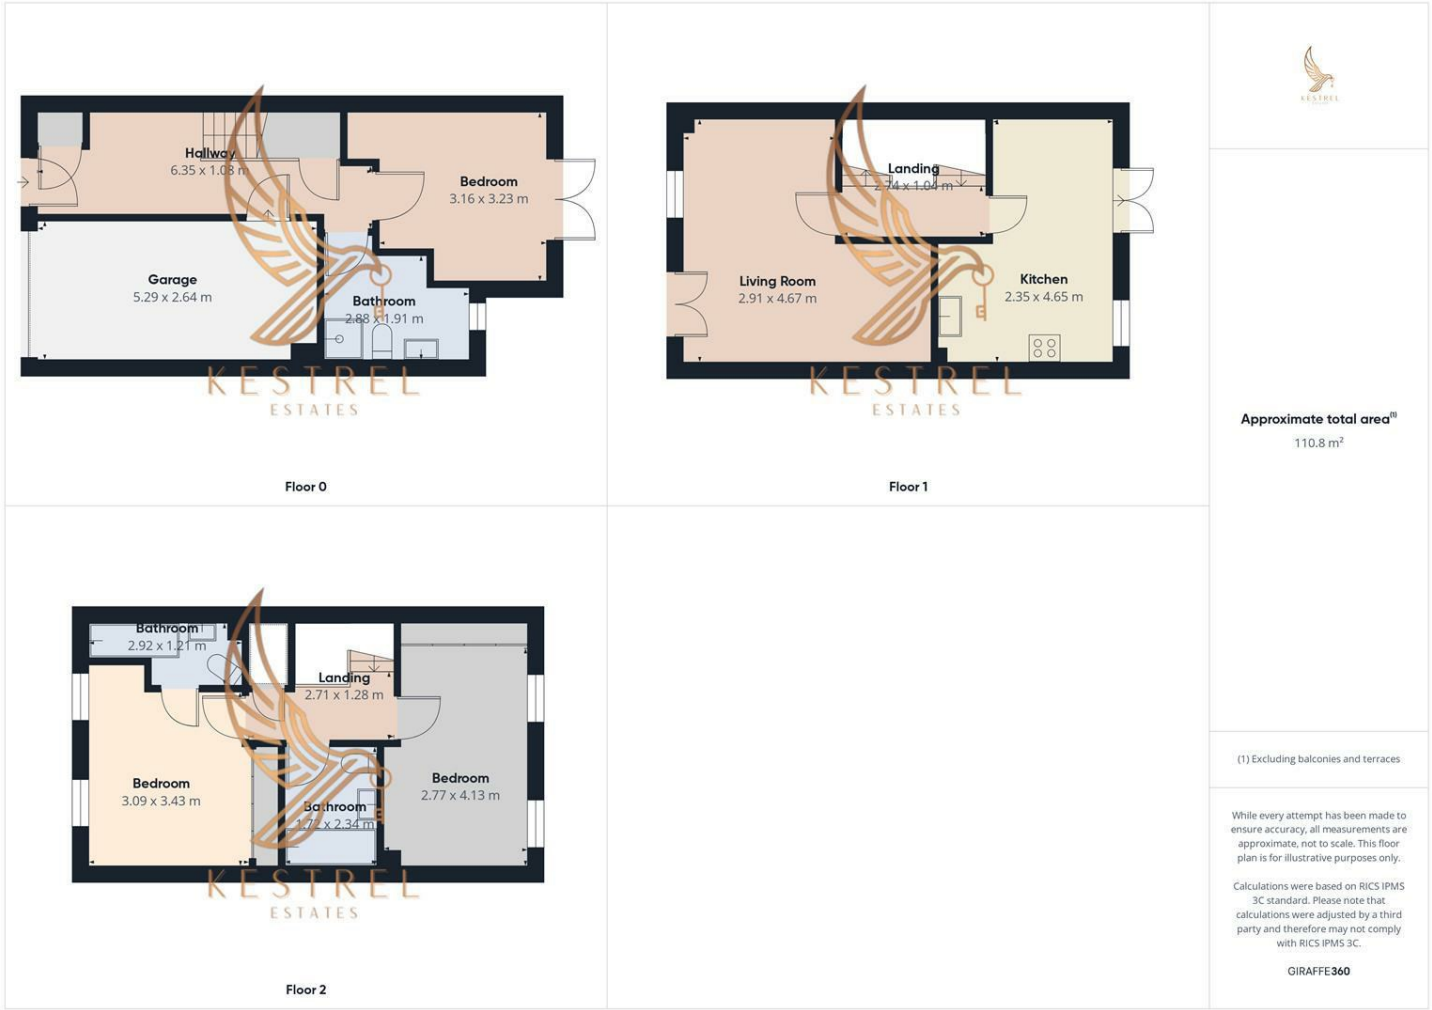 Hallway
6.35 x 1.08 m
Bedroom
3.16 x 3.23 m
Garage
5.29 x 2.64 m
Bathroom
2.88 x 1.91 m
KESTREL
ESTATES
Floor 0
Landing
2.74 x 1.04 m
Living Room
2.91 x 4.67 m
Kitchen
2.35 x 4.65 m
KESTREL
ESTATES
Floor 1
Bathroom
2.92 x 1.21 m
Landing
2.71 x 1.28 m
Bedroom
3.09 x 3.43 m
Bathroom
1.72 x 2.34 m
Bedroom
2.77 x 4.13 m
KESTREL
ESTATES
Floor 2
KESTREL
Approximate total area⁽¹⁾
110.8 m²
(1) Excluding balconies and terraces
While every attempt has been made to
ensure accuracy, all measurements are
approximate, not to scale. This floor
plan is for illustrative purposes only.
Calculations were based on RICS IPMS
3C standard. Please note that
calculations were adjusted by a third
party and therefore may not comply
with RICS IPMS 3C.
GIRAFFE360